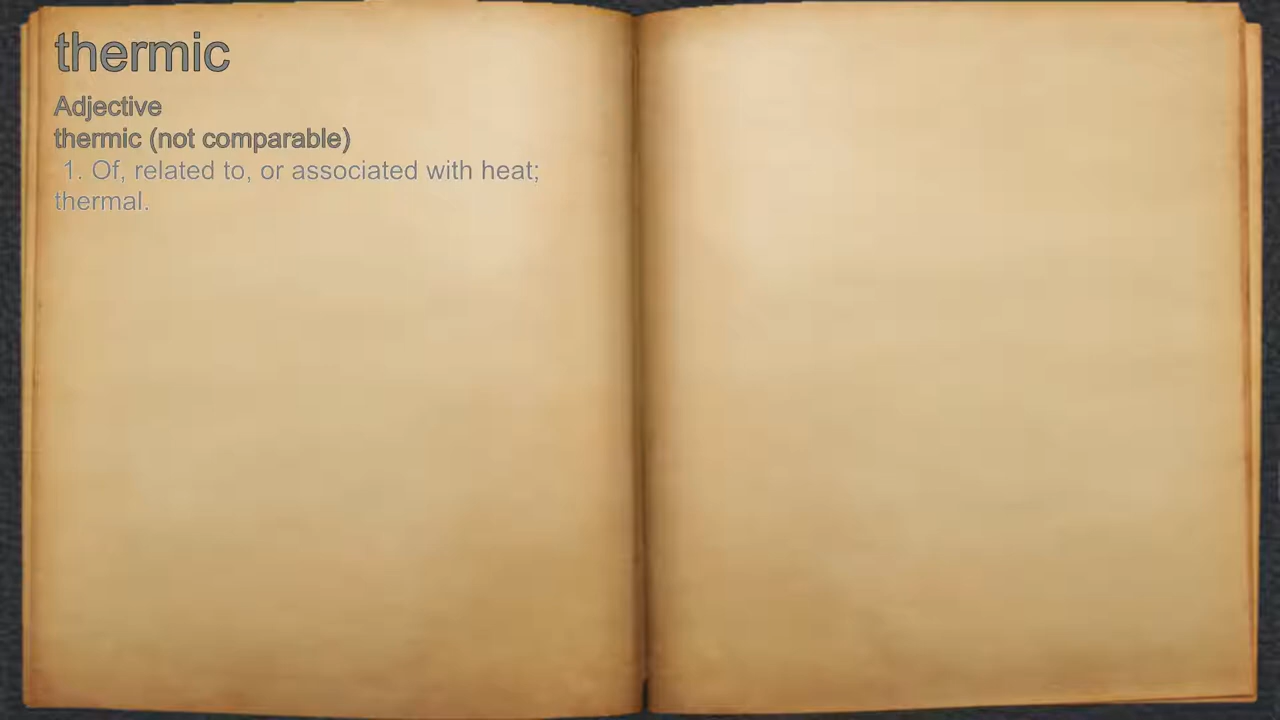 thermic
Adjective
thermic (not comparable)
1. Of, related to, or associated with heat;
thermal.